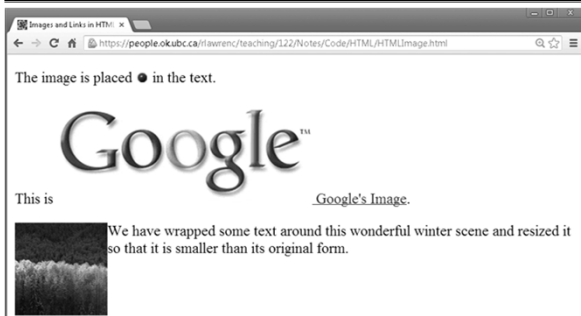 Images and Links in HTML
https://people.ok.ubc.ca/rlawrenc/teaching/122/Notes/Code/HTML/HTMLImage.html
The image is placed in the text.
Google™
This is Google's Image.
We have wrapped some text around this wonderful winter scene and resized it
so that it is smaller than its original form.